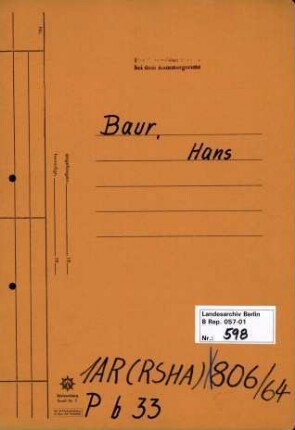 bei dem Kammergericht
Baur,
Hans
Landesarchiv Berlin
B Rep. 057-01
Nr.: 598
1AR (RSHA) 806/64
P b 33